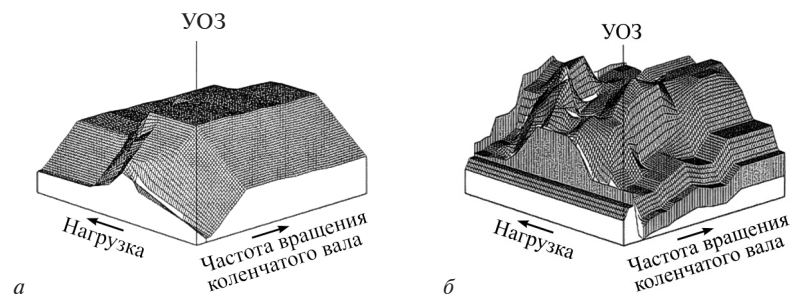 УОЗ
Нагрузка
Частота вращения
коленчатого вала
а
УОЗ
Нагрузка
Частота вращения
коленчатого вала
б